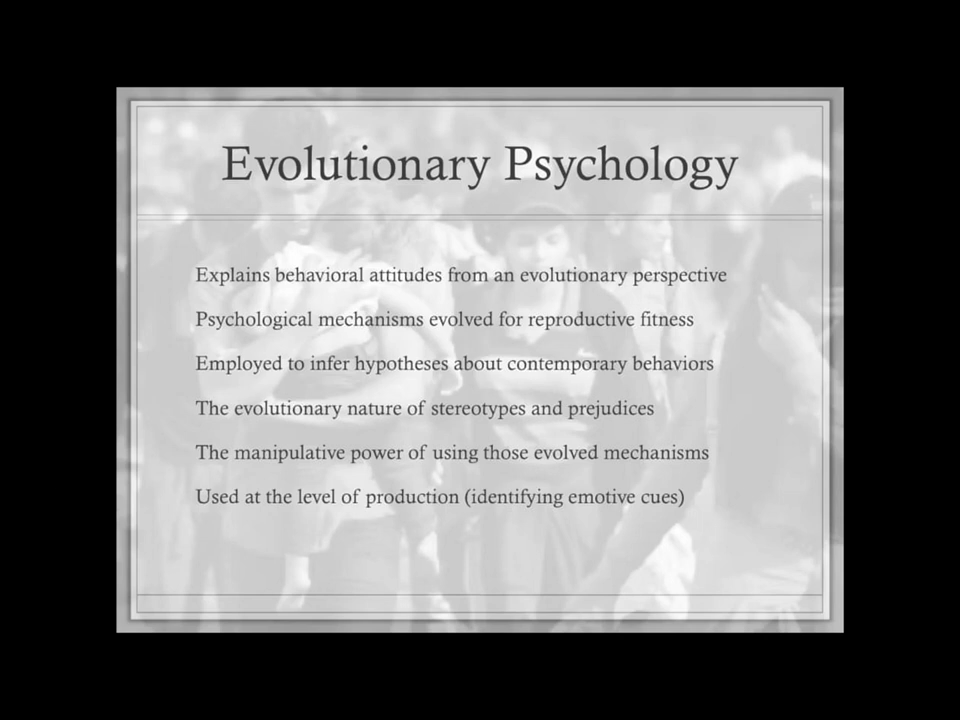 Evolutionary Psychology
Explains behavioral attitudes from an evolutionary perspective
Psychological mechanisms evolved for reproductive fitness
Employed to infer hypotheses about contemporary behaviors
The evolutionary nature of stereotypes and prejudices
The manipulative power of using those evolved mechanisms
Used at the level of production (identifying emotive cues)